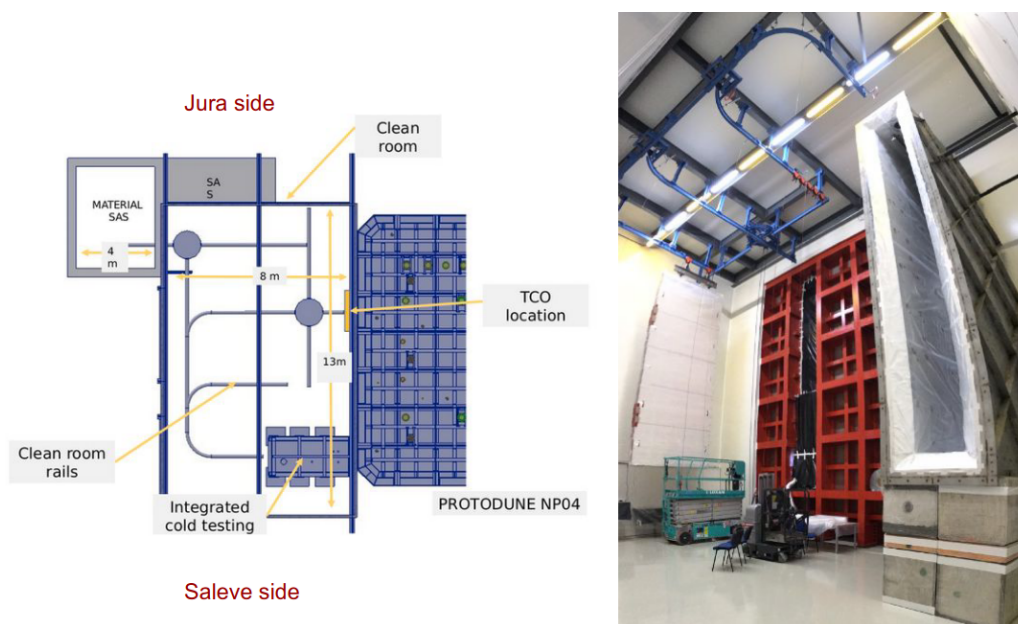 Jura side
Clean
room
SA
S
MATERIAL
SAS
4
m
8 m
TCO
location
13m
Clean room
rails
Integrated
cold testing
PROTODUNE NP04
Saleve side